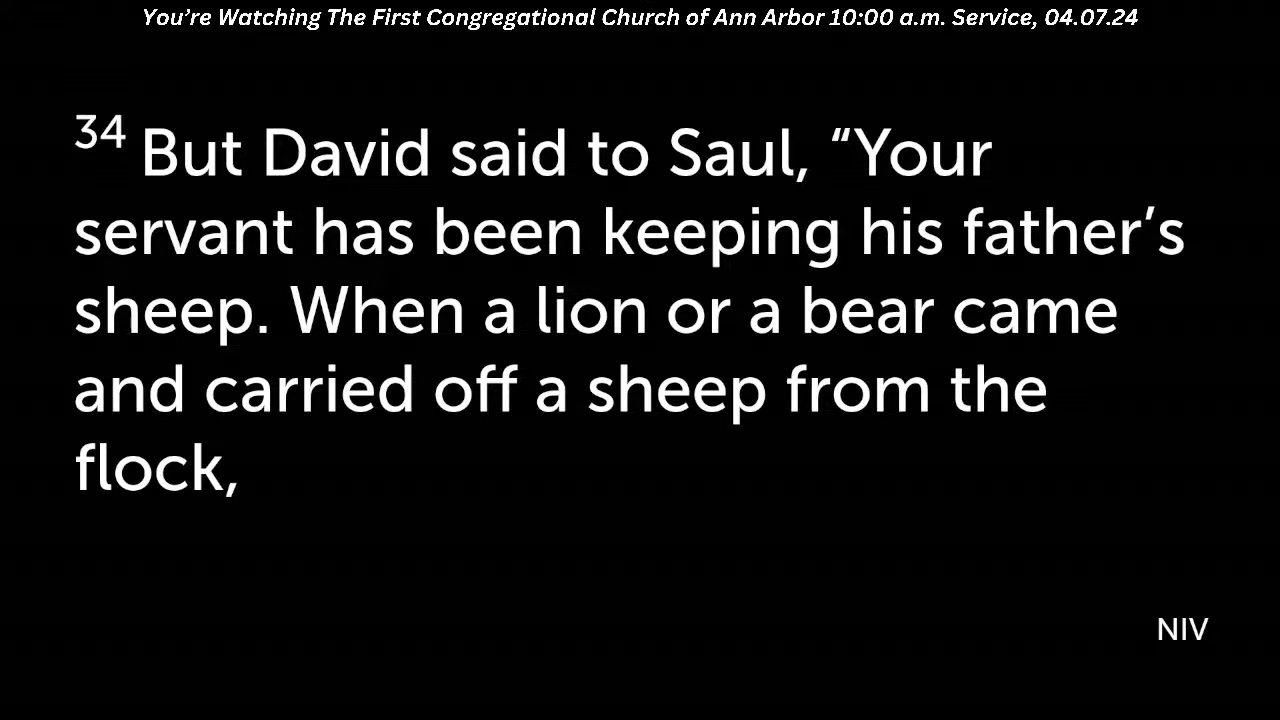 You’re Watching The First Congregational Church of Ann Arbor 10:00 a.m. Service, 04.07.24
34 But David said to Saul, “Your
servant has been keeping his father’s
sheep. When a lion or a bear came
and carried off a sheep from the
flock,
NIV